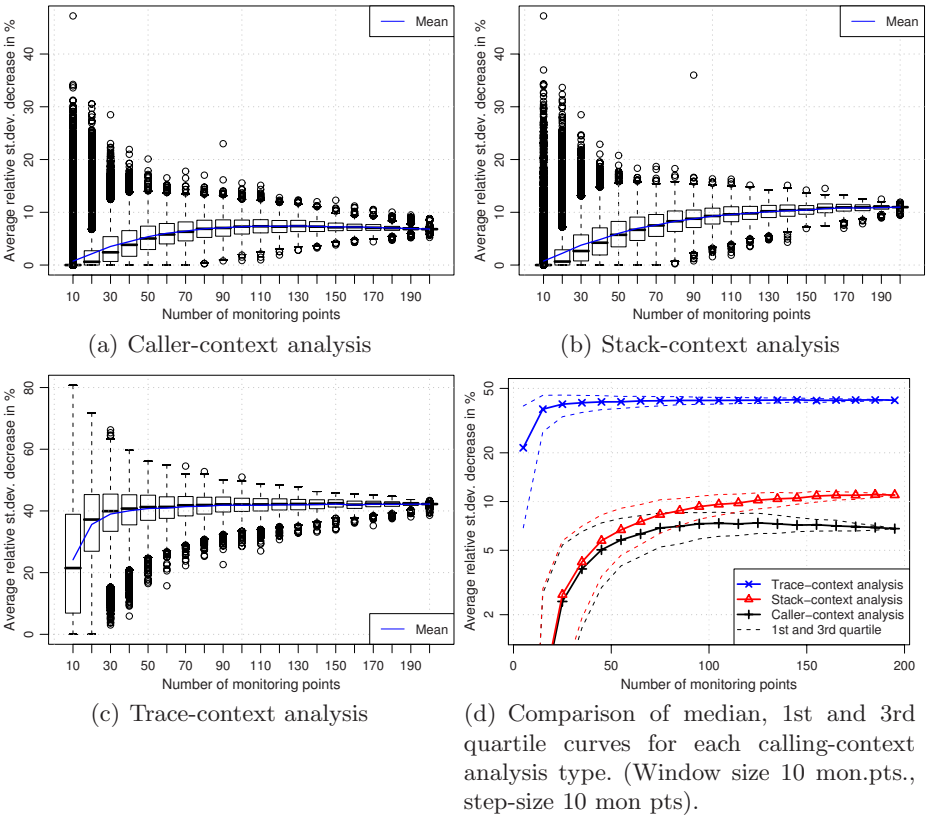 Average relative st.dev. decrease in %
40
30
20
10
0
Mean
10 30 50 70 90 110 130 150 170 190
Number of monitoring points
(a) Caller-context analysis
Average relative st.dev. decrease in %
40
30
20
10
0
Mean
10 30 50 70 90 110 130 150 170 190
Number of monitoring points
(b) Stack-context analysis
Average relative st.dev. decrease in %
80
60
40
20
0
Mean
10 30 50 70 90 110 130 150 170 190
Number of monitoring points
(c) Trace-context analysis
Average relative st.dev. decrease in %
50
20
10
5
2
Trace−context analysis
Stack−context analysis
Caller−context analysis
1st and 3rd quartile
0 50 100 150 200
Number of monitoring points
(d) Comparison of median, 1st and 3rd
quartile curves for each calling-context
analysis type. (Window size 10 mon.pts.,
step-size 10 mon pts).